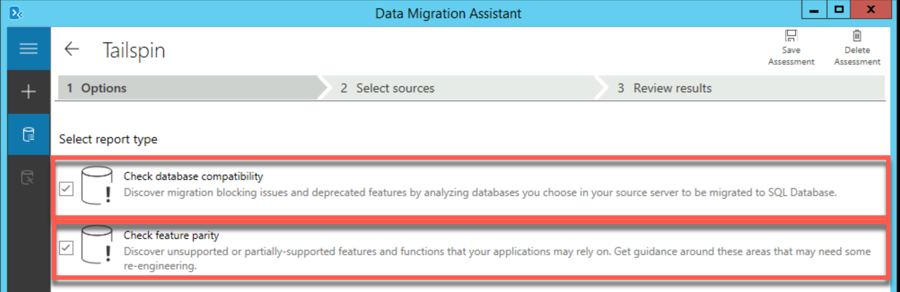 Data Migration Assistant
Tailspin
Save
Assessment
Delete
Assessment
1 Options
2 Select sources
3 Review results
Select report type
Check database compatibility
Discover migration blocking issues and deprecated features by analyzing databases you choose in your source server to be migrated to SQL Database.
Check feature parity
Discover unsupported or partially-supported features and functions that your applications may rely on. Get guidance around these areas that may need some
re-engineering.